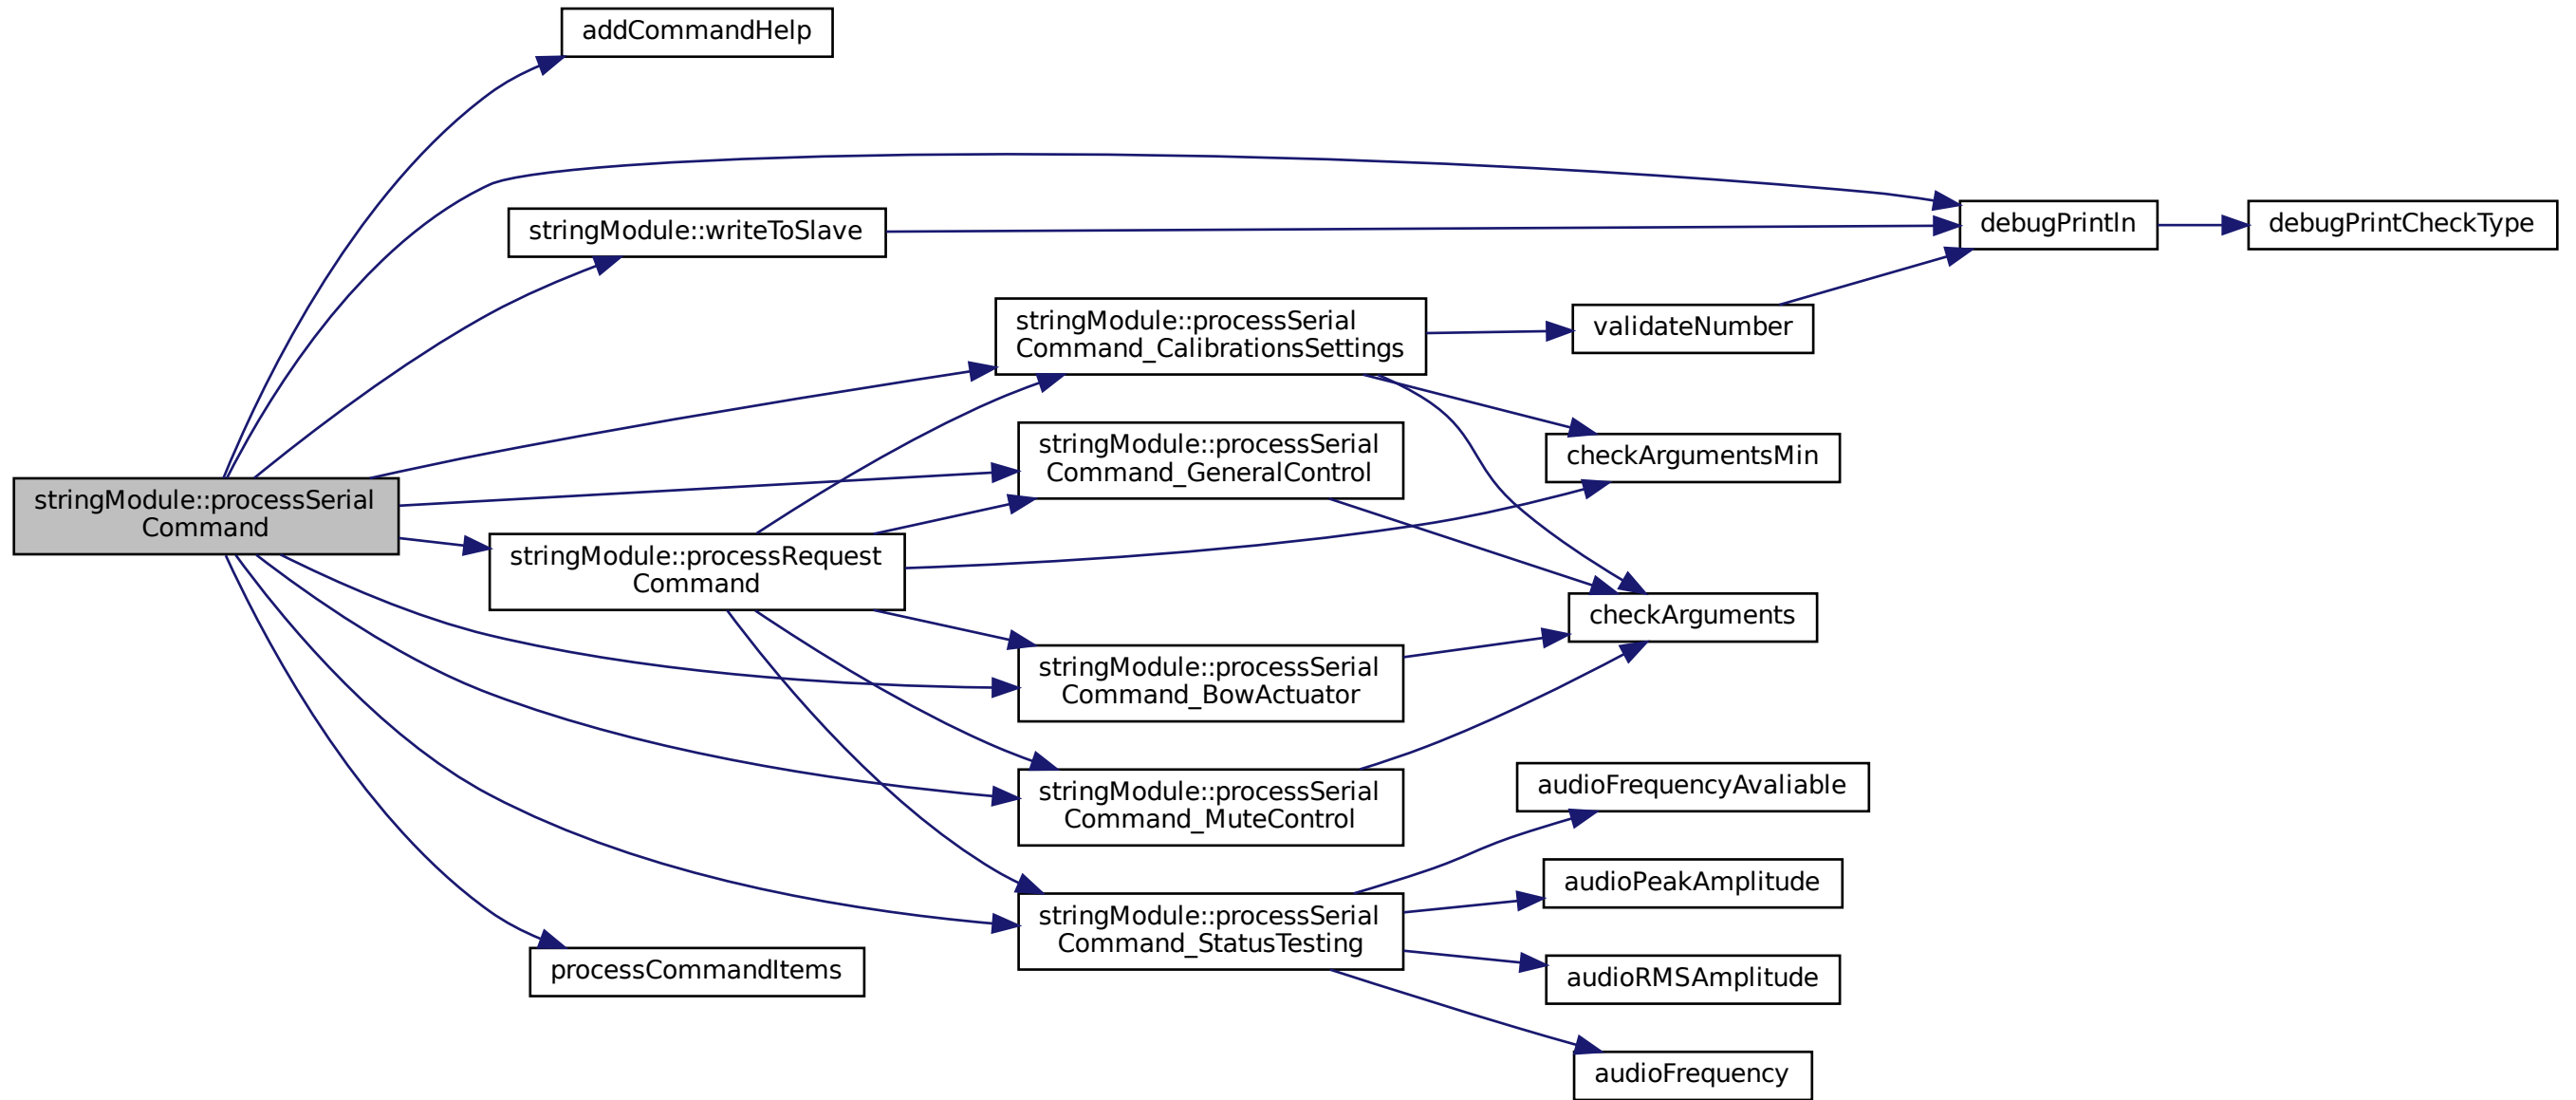 addCommandHelp
stringModule::writeToSlave
debugPrintln
debugPrintCheckType
stringModule::processSerial
Command_CalibrationsSettings
validateNumber
stringModule::processSerial
Command_GeneralControl
checkArgumentsMin
stringModule::processSerial
Command
stringModule::processRequest
Command
checkArguments
stringModule::processSerial
Command_BowActuator
stringModule::processSerial
Command_MuteControl
audioFrequencyAvaliable
audioPeakAmplitude
stringModule::processSerial
Command_StatusTesting
processCommandItems
audioRMSAmplitude
audioFrequency